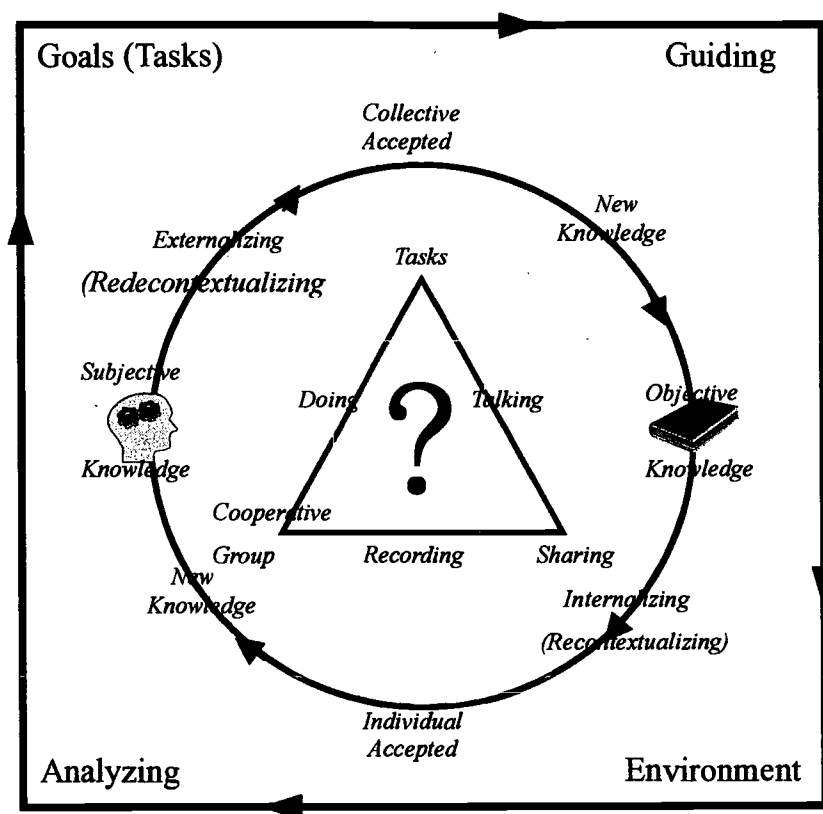 Goals (Tasks)
Guiding
Collective
Accepted
New
Knowledge
Externalizing
(Redecontextualizing
Tasks
Subjective
Knowledge
Doing
?
Talking
Objective
Knowledge
Cooperative
Group
Recording
Sharing
New
Knowledge
Internalizing
(Recontextualizing)
Individual
Accepted
Analyzing
Environment